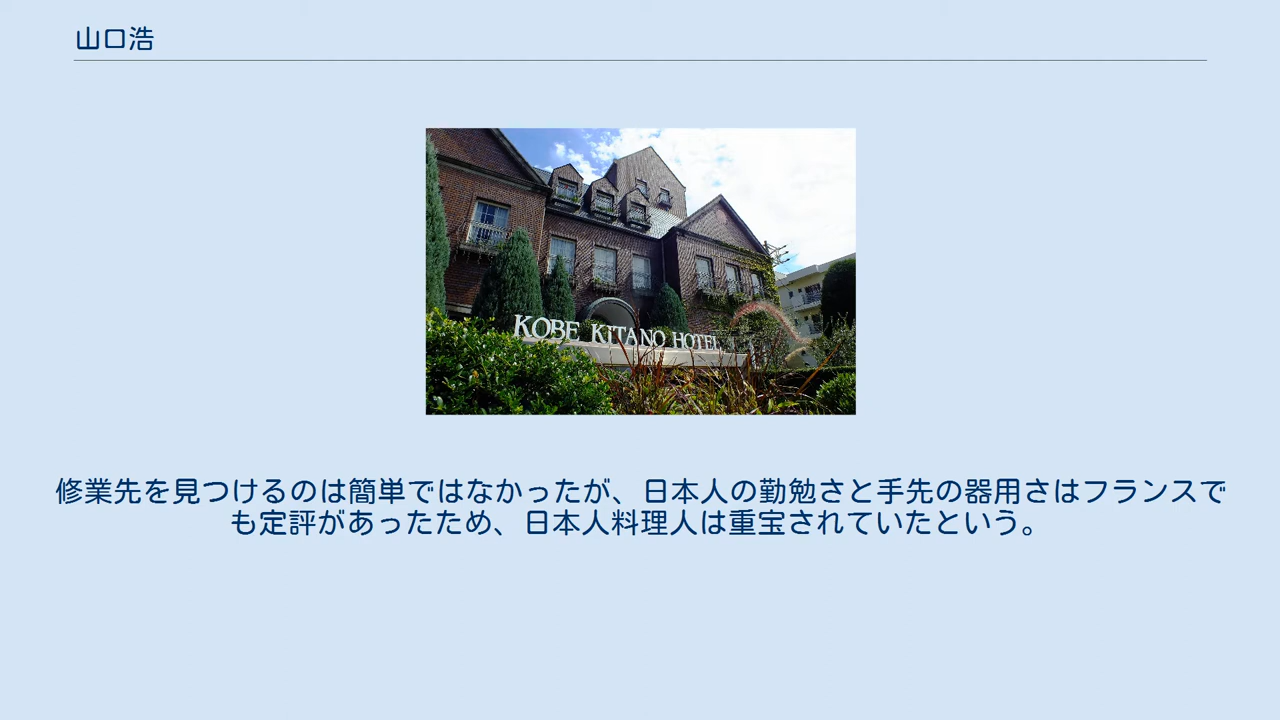 山口浩
KOBE KITANO HOTEL
修業先を見つけるのは簡単ではなかったが、日本人の勤勉さと手先の器用さはフランスで
も定評があったため、日本人料理人は重宝されていたという。